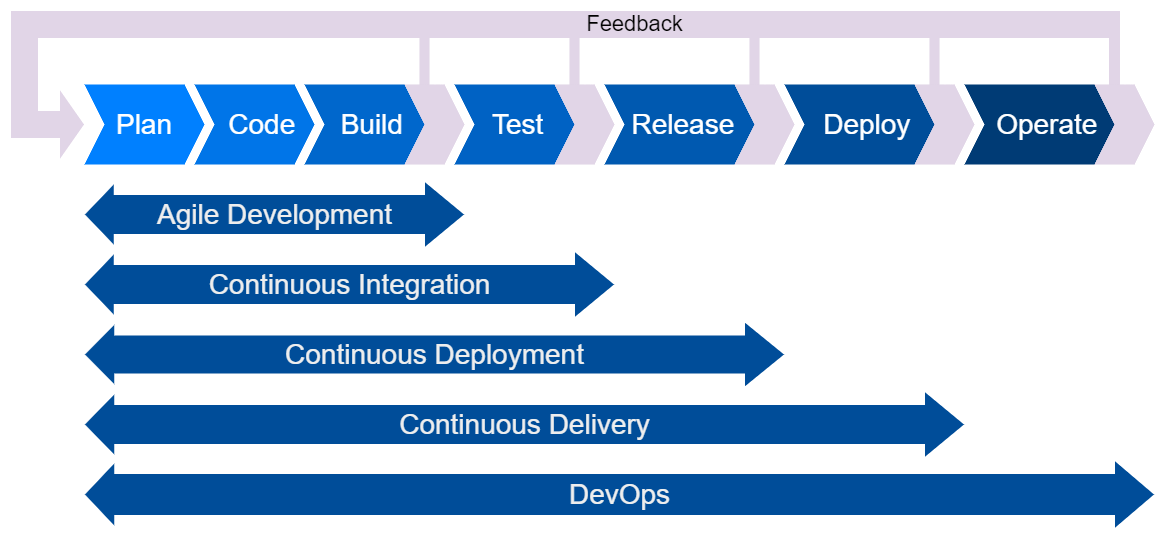 Feedback
Plan Code Build Test Release Deploy Operate
Agile Development
Continuous Integration
Continuous Deployment
Continuous Delivery
DevOps